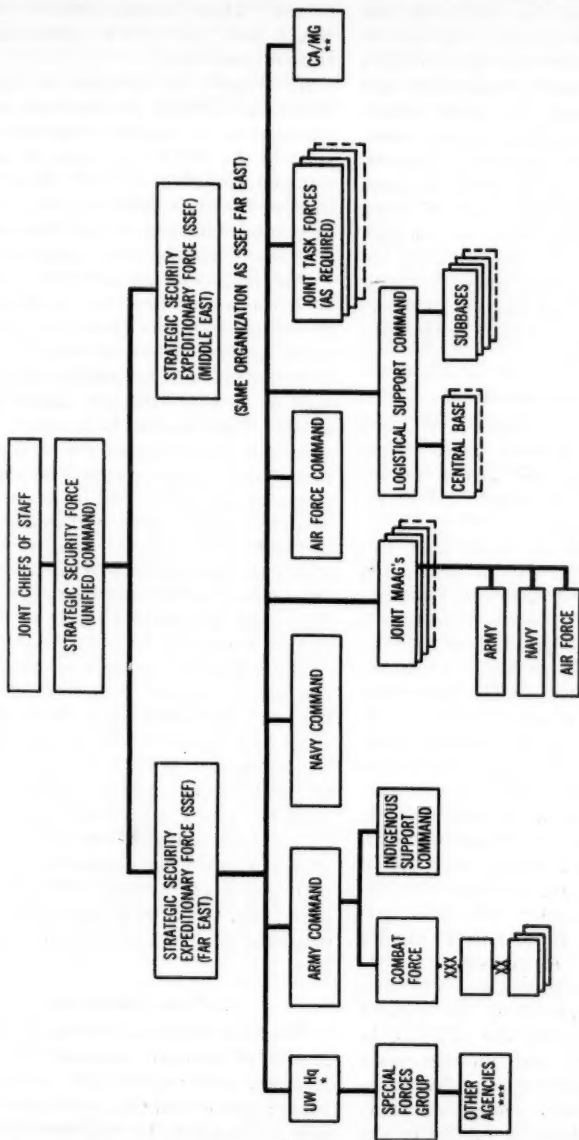 JOINT CHIEFS OF STAFF
STRATEGIC SECURITY FORCE
(UNIFIED COMMAND)
STRATEGIC SECURITY
EXPEDITIONARY FORCE (SSEF)
(FAR EAST)
STRATEGIC SECURITY
EXPEDITIONARY FORCE (SSEF)
(MIDDLE EAST)
(SAME ORGANIZATION AS SSEF FAR EAST)
UW Hq
*
ARMY COMMAND
NAVY COMMAND
AIR FORCE COMMAND
JOINT TASK FORCES
(AS REQUIRED)
CA/MG
**
SPECIAL
FORCES
GROUP
OTHER
AGENCIES
***
COMBAT
FORCE
XXX
XX
INDIGENOUS
SUPPORT
COMMAND
JOINT MAAG's
ARMY
NAVY
AIR FORCE
LOGISTICAL SUPPORT COMMAND
CENTRAL BASE
SUBBASES